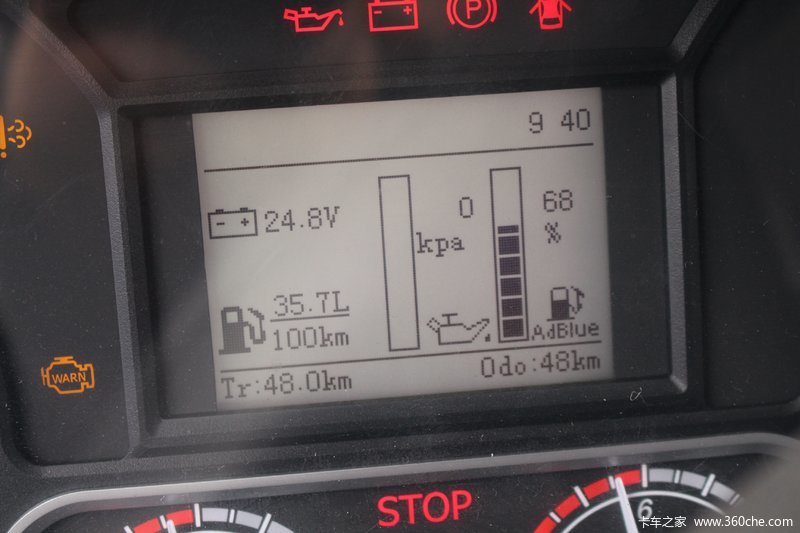 P
9 40
24.8V
0
kpa
68
%
35.7L
100km
AdBlue
Tr:48.0km
Odo:48km
WARN
STOP
6
卡车之家 www.360che.com